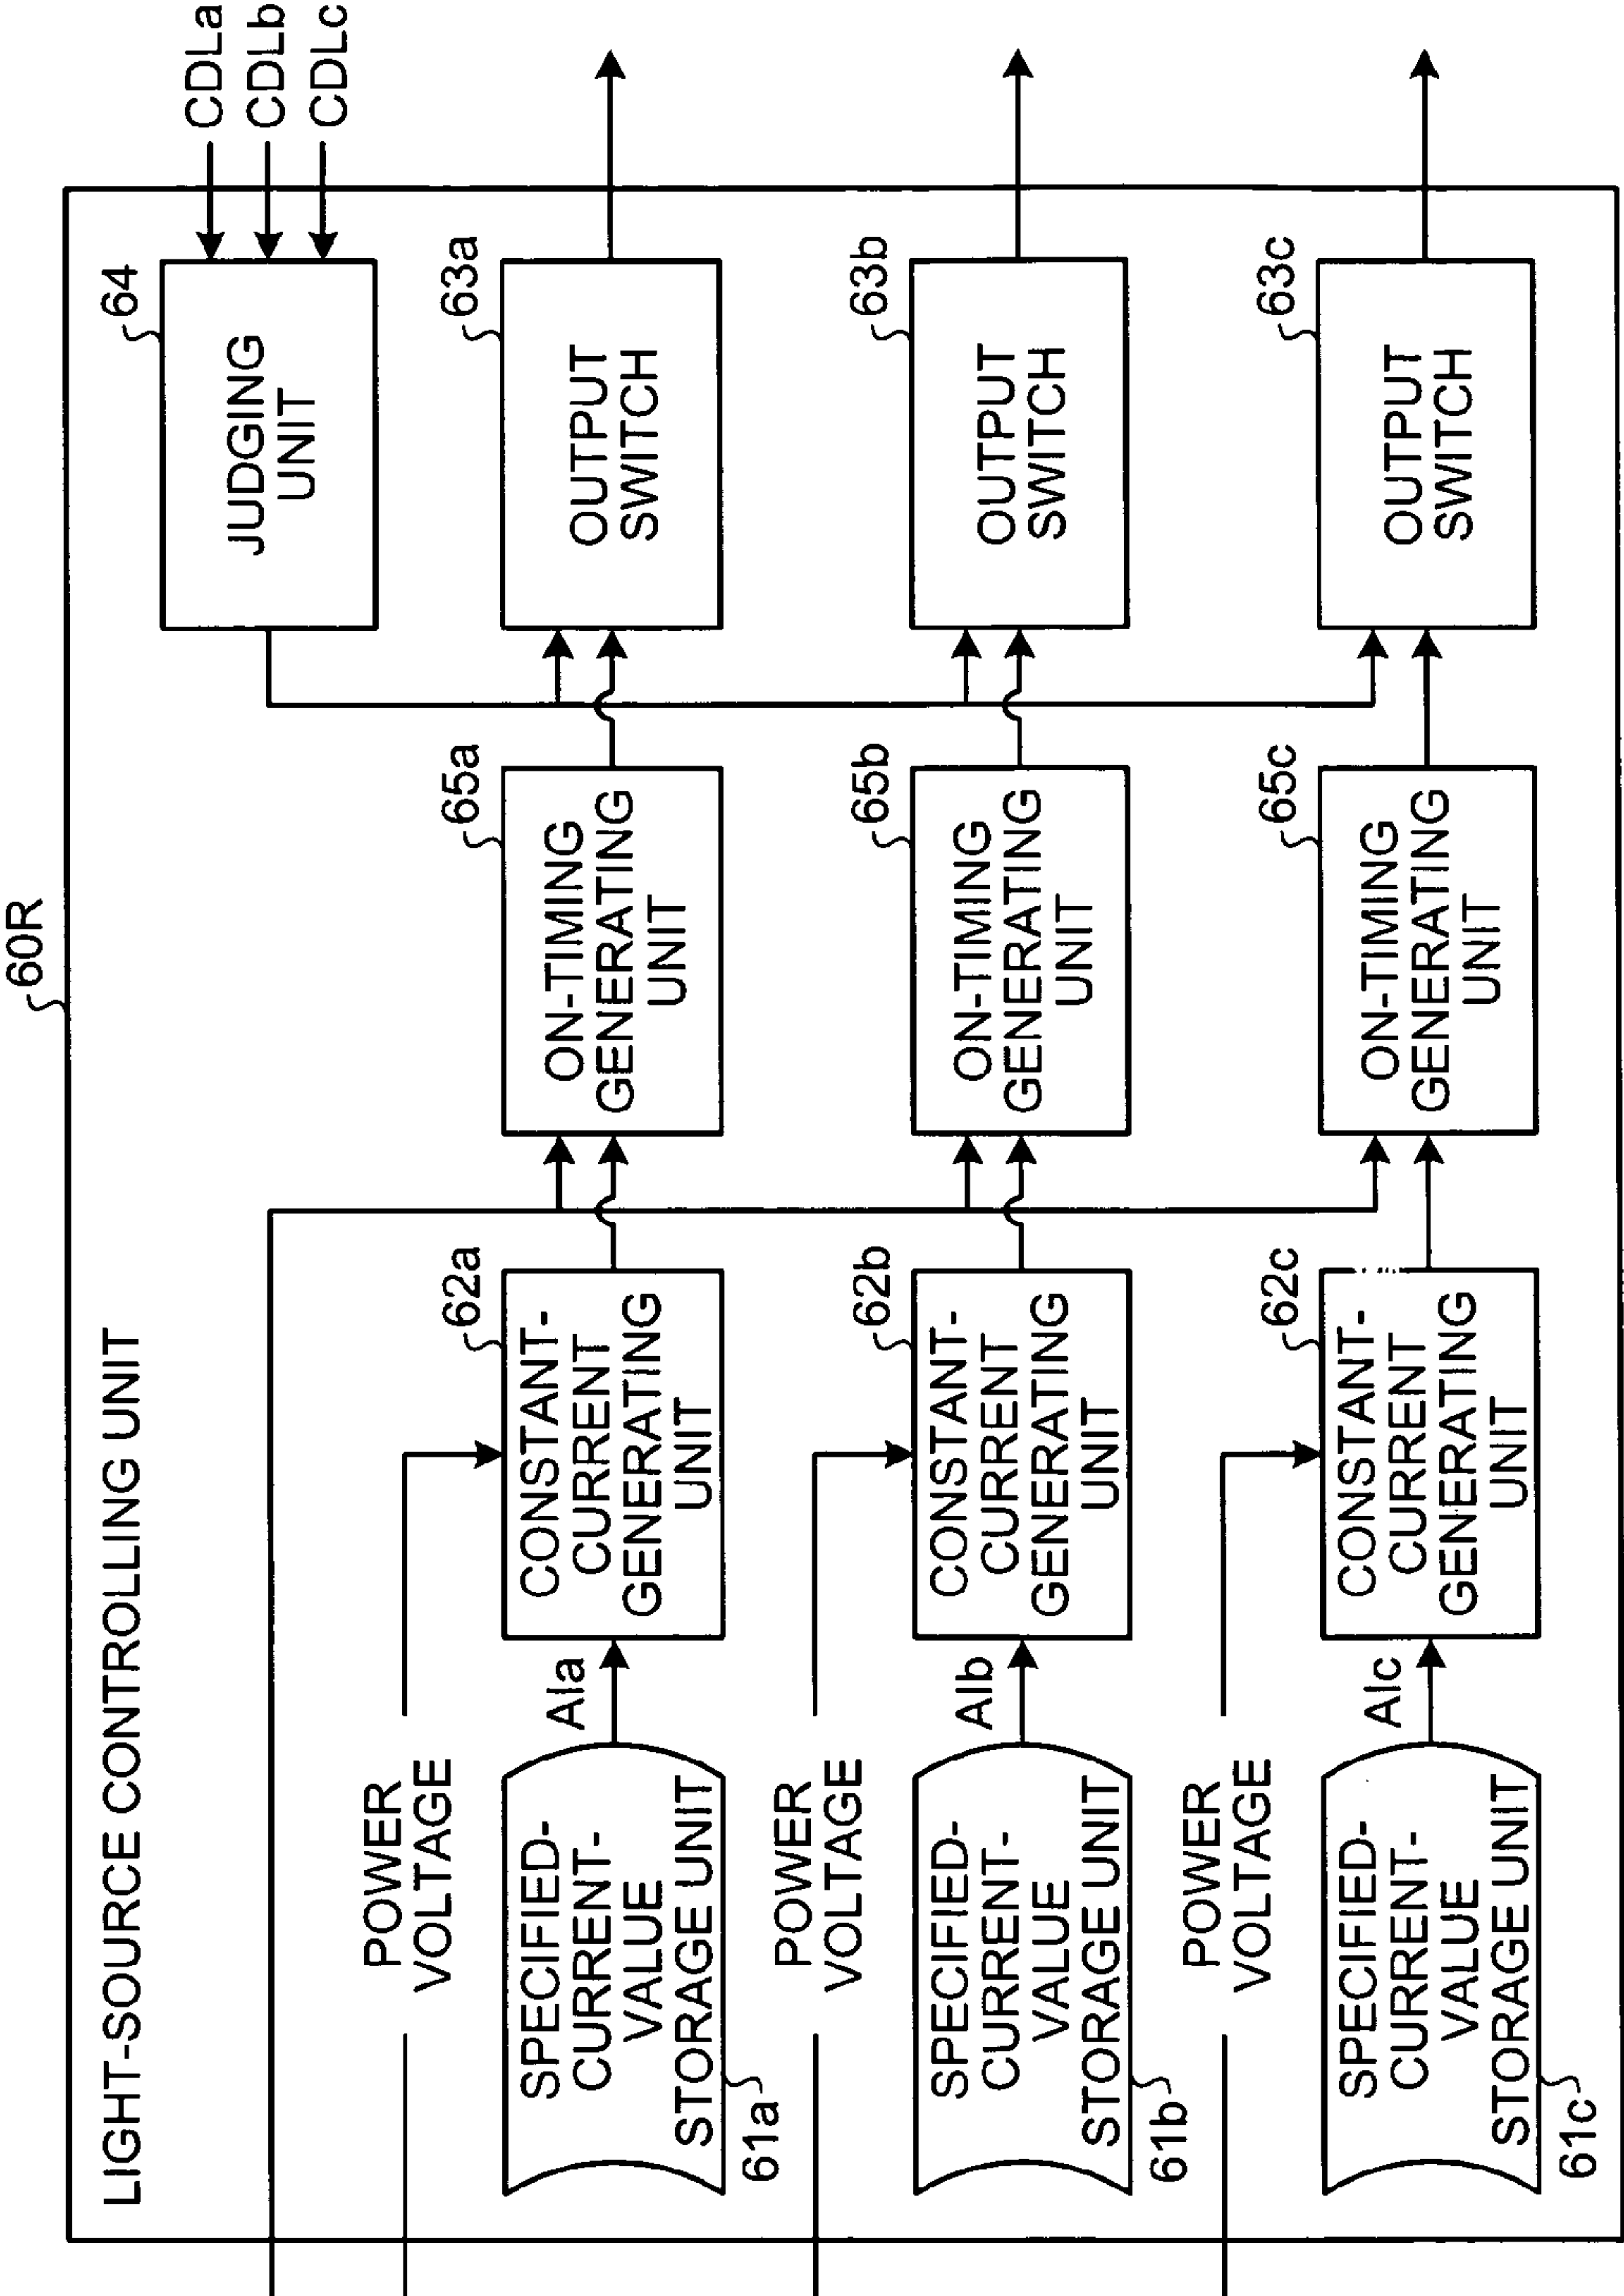 60R
LIGHT-SOURCE CONTROLLING UNIT
CDLa
CDLb
CDLc
64
JUDGING
UNIT
POWER
VOLTAGE
SPECIFIED-
CURRENT-
VALUE
STORAGE UNIT
61a
AIa
62a
CONSTANT-
CURRENT
GENERATING
UNIT
65a
ON-TIMING
GENERATING
UNIT
63a
OUTPUT
SWITCH
POWER
VOLTAGE
SPECIFIED-
CURRENT-
VALUE
STORAGE UNIT
61b
AIb
62b
CONSTANT-
CURRENT
GENERATING
UNIT
65b
ON-TIMING
GENERATING
UNIT
63b
OUTPUT
SWITCH
POWER
VOLTAGE
SPECIFIED-
CURRENT-
VALUE
STORAGE UNIT
61c
AIc
62c
CONSTANT-
CURRENT
GENERATING
UNIT
65c
ON-TIMING
GENERATING
UNIT
63c
OUTPUT
SWITCH